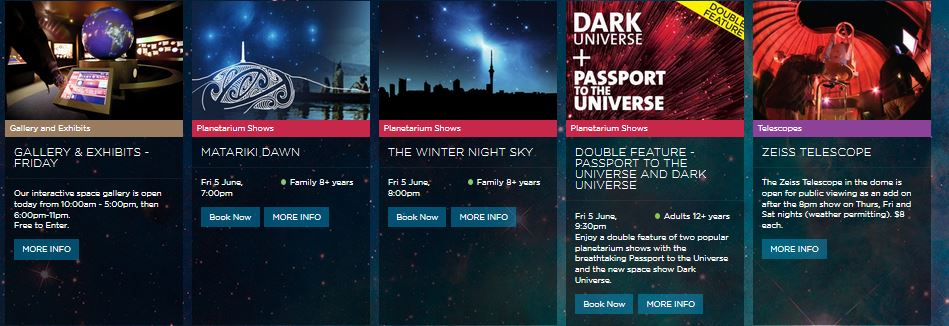 Gallery and Exhibits
GALLERY & EXHIBITS -
FRIDAY
Our interactive space gallery is open
today from 10:00am - 5:00pm, then
6:00pm-11pm.
Free to Enter.
MORE INFO
Planetarium Shows
MATARIKI DAWN
Fri 5 June,
7:00pm
Family 8+ years
Book Now
MORE INFO
Planetarium Shows
THE WINTER NIGHT SKY
Fri 5 June,
8:00pm
Family 8+ years
Book Now
MORE INFO
DOUBLE
FEATURE
DARK
UNIVERSE
+
PASSPORT
TO THE
UNIVERSE
Planetarium Shows
DOUBLE FEATURE -
PASSPORT TO THE
UNIVERSE AND DARK
UNIVERSE
Fri 5 June,
9:30pm
Adults 12+ years
Enjoy a double feature of two popular
planetarium shows with the
breathtaking Passport to the Universe
and the new space show Dark
Universe.
Book Now
MORE INFO
Telescopes
ZEISS TELESCOPE
The Zeiss Telescope in the dome is
open for public viewing as an add on
after the 8pm show on Thurs, Fri and
Sat nights (weather permitting). $8
each.
MORE INFO